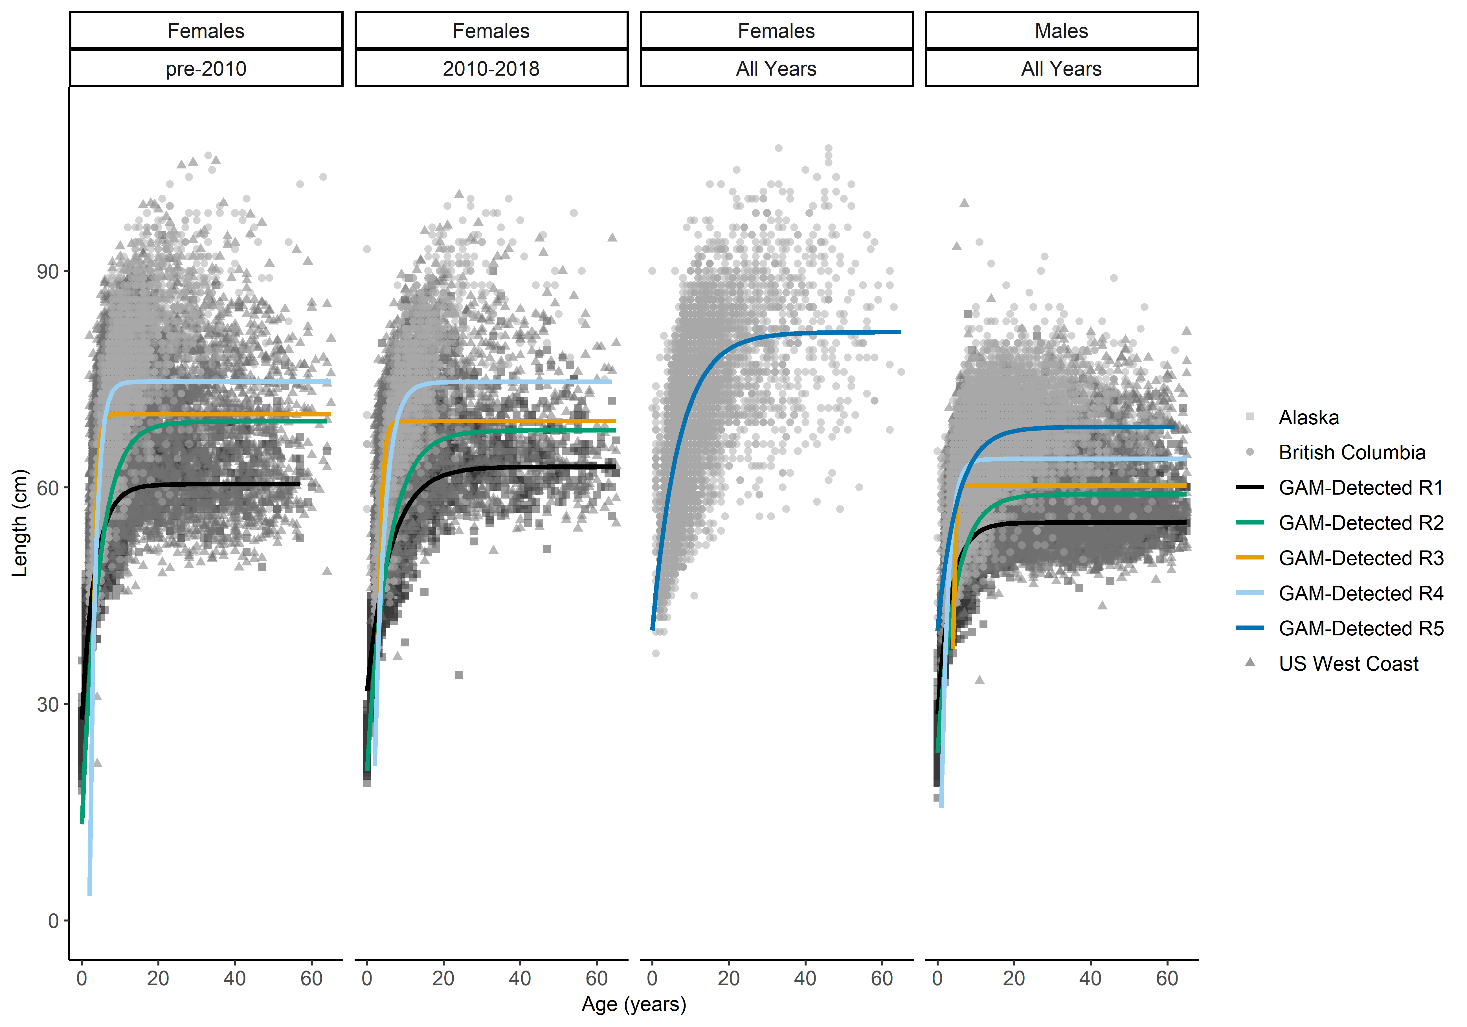 Females Females Females Males
pre-2010 2010-2018 All Years All Years
90
60
30
0
Length (cm)
0 20 40 60 0 20 40 60 0 20 40 60 0 20 40 60
Age (years)
Alaska
British Columbia
GAM-Detected R1
GAM-Detected R2
GAM-Detected R3
GAM-Detected R4
GAM-Detected R5
US West Coast